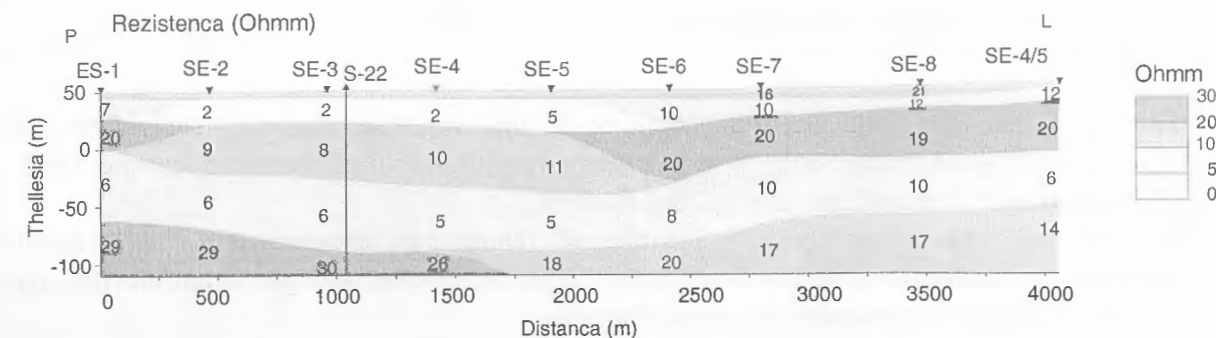 Rezistenca (Ohmm)
P
L
ES-1 SE-2 SE-3 S-22 SE-4 SE-5 SE-6 SE-7 SE-8 SE-4/5
Ohmm
30
20
10
5
0
Thellesia (m)
50
0
-50
-100
7 2 2 2 5 10 16 10 21 12 12
20 9 8 10 11 20 20 19 20
6 6 6 5 5 8 10 10 6
29 29 30 26 18 20 17 17 14
0 500 1000 1500 2000 2500 3000 3500 4000
Distanca (m)